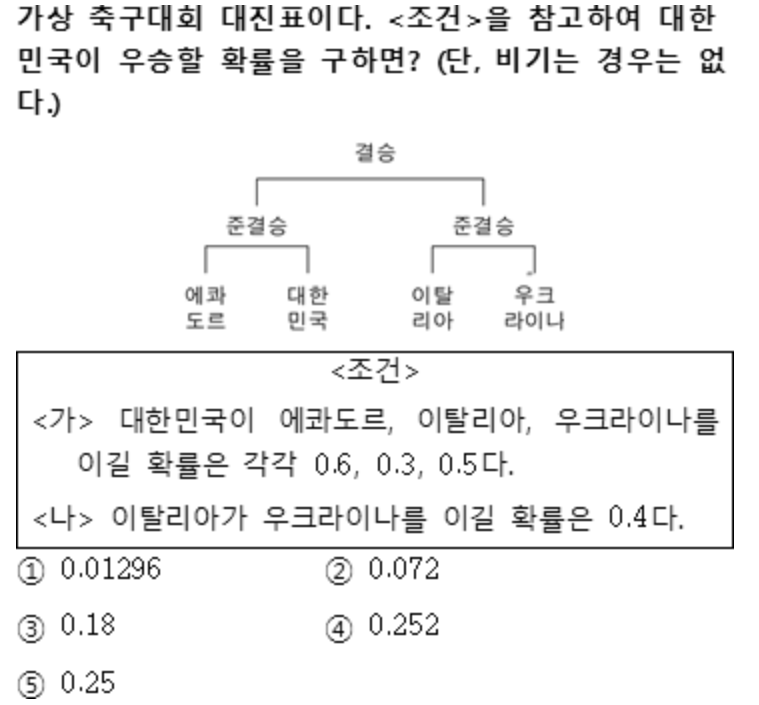 가상 축구대회 대진표이다. <조건>을 참고하여 대한
민국이 우승할 확률을 구하면? (단, 비기는 경우는 없
다.)
결승
준결승 준결승
에콰 대한 이탈 우크
도르 민국 리아 라이나
<조건>
<가> 대한민국이 에콰도르, 이탈리아, 우크라이나를
이길 확률은 각각 0.6, 0.3, 0.5다.
<나> 이탈리아가 우크라이나를 이길 확률은 0.4다.
① 0.01296 ② 0.072
③ 0.18 ④ 0.252
⑤ 0.25